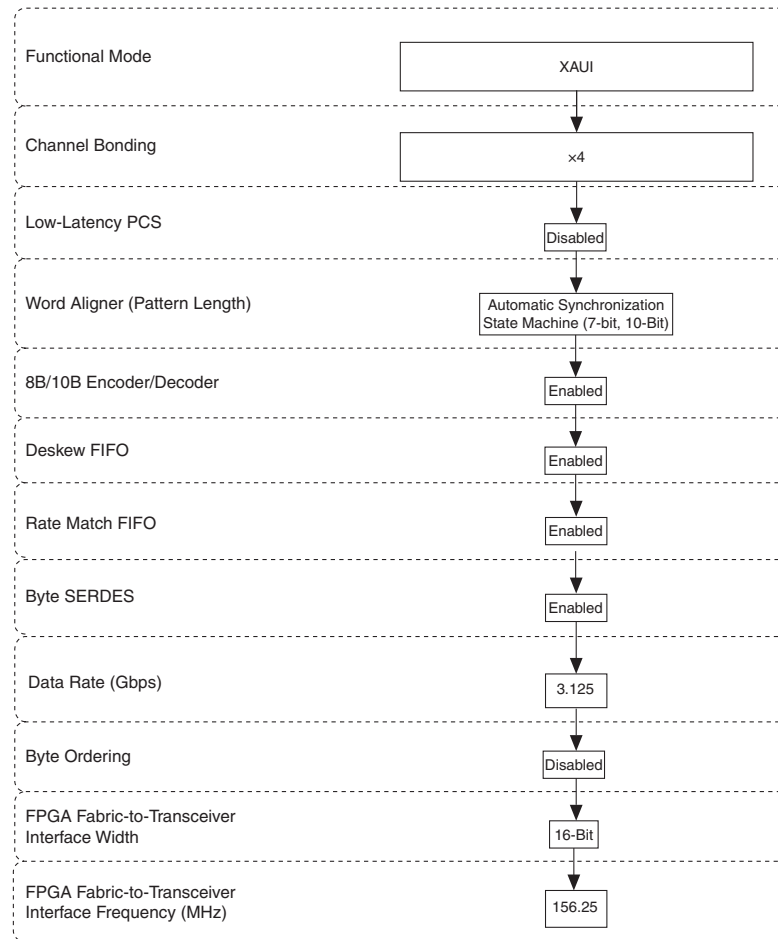 Functional Mode
XAUI
Channel Bonding
×4
Low-Latency PCS
Disabled
Word Aligner (Pattern Length)
Automatic Synchronization
State Machine (7-bit, 10-Bit)
8B/10B Encoder/Decoder
Enabled
Deskew FIFO
Enabled
Rate Match FIFO
Enabled
Byte SERDES
Enabled
Data Rate (Gbps)
3.125
Byte Ordering
Disabled
FPGA Fabric-to-Transceiver
Interface Width
16-Bit
FPGA Fabric-to-Transceiver
Interface Frequency (MHz)
156.25